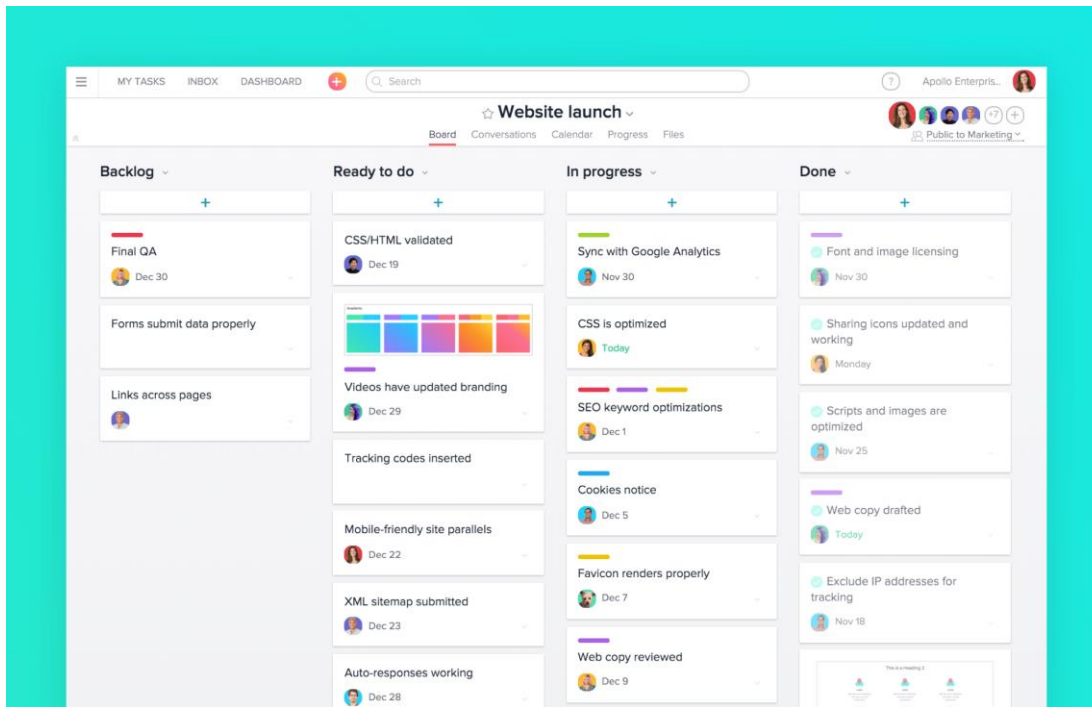 MY TASKS INBOX DASHBOARD + Search ? Apollo Enterpris..
Website launch
+7 +
Board Conversations Calendar Progress Files
Public to Marketing
Backlog
+
Final QA
Dec 30
Forms submit data properly
Links across pages
Ready to do
+
CSS/HTML validated
Dec 19
Videos have updated branding
Dec 29
Tracking codes inserted
Mobile-friendly site parallels
Dec 22
XML sitemap submitted
Dec 23
Auto-responses working
Dec 28
In progress
+
Sync with Google Analytics
Nov 30
CSS is optimized
Today
SEO keyword optimizations
Dec 1
Cookies notice
Dec 5
Favicon renders properly
Dec 7
Web copy reviewed
Dec 9
Done
+
Font and image licensing
Nov 30
Sharing icons updated and
working
Monday
Scripts and images are
optimized
Nov 25
Web copy drafted
Today
Exclude IP addresses for
tracking
Nov 18
This is a heading 2